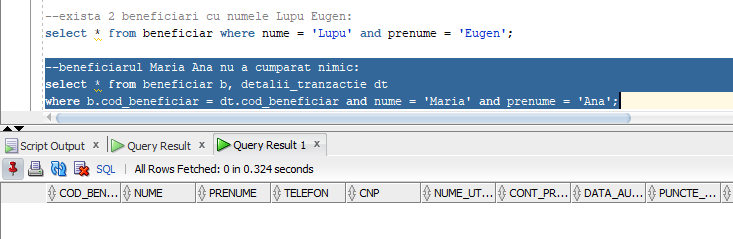 --exista 2 beneficiari cu numele Lupu Eugen:
select * from beneficiar where nume = 'Lupu' and prenume = 'Eugen';
--beneficiarul Maria Ana nu a cumparat nimic:
select * from beneficiar b, detalii_tranzactie dt
where b.cod_beneficiar = dt.cod_beneficiar and nume = 'Maria' and prenume = 'Ana';
Script Output x Query Result x Query Result 1 x
SQL | All Rows Fetched: 0 in 0.324 seconds
COD_BEN... NUME PRENUME TELEFON CNP NUME_UT... CONT_PR... DATA_AU... PUNCTE_...